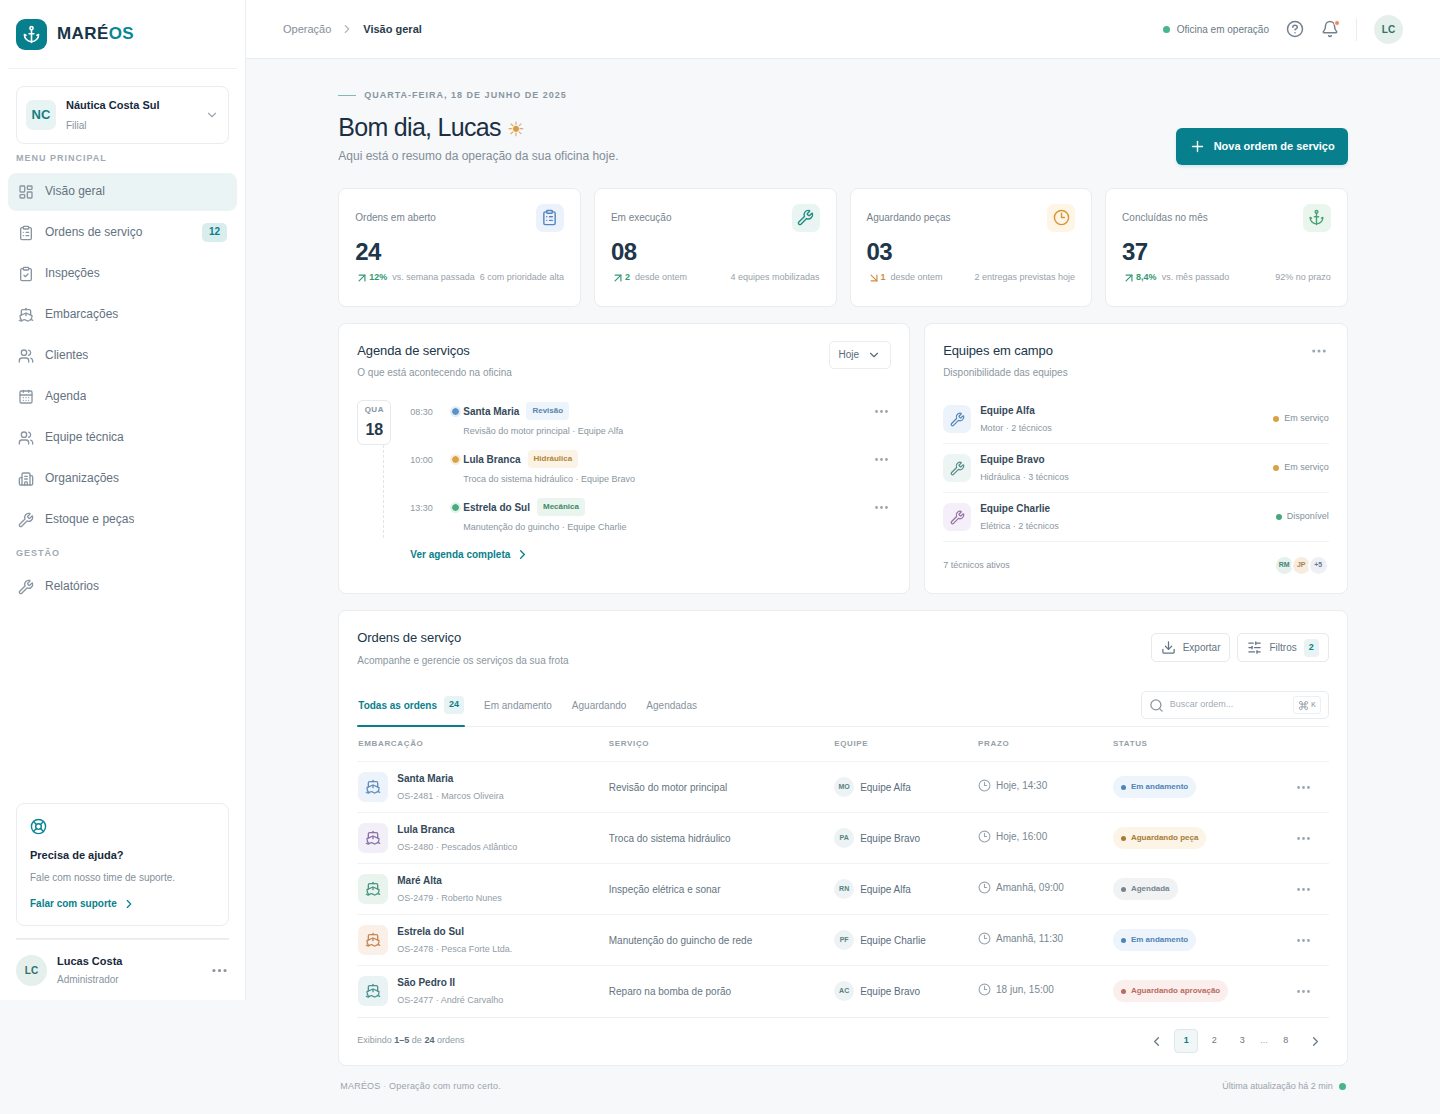 MARÉOS
Operação
Visão geral
Oficina em operação
LC
NC
Náutica Costa Sul
Filial
MENU PRINCIPAL
Visão geral
Ordens de serviço 12
Inspeções
Embarcações
Clientes
Agenda
Equipe técnica
Organizações
Estoque e peças
GESTÃO
Relatórios
Precisa de ajuda?
Fale com nosso time de suporte.
Falar com suporte
LC
Lucas Costa
Administrador
QUARTA-FEIRA, 18 DE JUNHO DE 2025
Bom dia, Lucas
Aqui está o resumo da operação da sua oficina hoje.
Nova ordem de serviço
Ordens em aberto
24
12% vs. semana passada 6 com prioridade alta
Em execução
08
2 desde ontem 4 equipes mobilizadas
Aguardando peças
03
1 desde ontem 2 entregas previstas hoje
Concluídas no mês
37
8,4% vs. mês passado 92% no prazo
Agenda de serviços
O que está acontecendo na oficina
Hoje
QUA
18
08:30 Santa Maria Revisão
Revisão do motor principal · Equipe Alfa
10:00 Lula Branca Hidráulica
Troca do sistema hidráulico · Equipe Bravo
13:30 Estrela do Sul Mecânica
Manutenção do guincho · Equipe Charlie
Ver agenda completa
Equipes em campo
Disponibilidade das equipes
Equipe Alfa
Motor · 2 técnicos
Em serviço
Equipe Bravo
Hidráulica · 3 técnicos
Em serviço
Equipe Charlie
Elétrica · 2 técnicos
Disponível
7 técnicos ativos
RM JP +5
Ordens de serviço
Acompanhe e gerencie os serviços da sua frota
Exportar
Filtros 2
Todas as ordens 24 Em andamento Aguardando Agendadas
Buscar ordem... ⌘ K
EMBARCAÇÃO SERVIÇO EQUIPE PRAZO STATUS
Santa Maria
OS-2481 · Marcos Oliveira
Revisão do motor principal
MO Equipe Alfa
Hoje, 14:30
Em andamento
Lula Branca
OS-2480 · Pescados Atlântico
Troca do sistema hidráulico
PA Equipe Bravo
Hoje, 16:00
Aguardando peça
Maré Alta
OS-2479 · Roberto Nunes
Inspeção elétrica e sonar
RN Equipe Alfa
Amanhã, 09:00
Agendada
Estrela do Sul
OS-2478 · Pesca Forte Ltda.
Manutenção do guincho de rede
PF Equipe Charlie
Amanhã, 11:30
Em andamento
São Pedro II
OS-2477 · André Carvalho
Reparo na bomba de porão
AC Equipe Bravo
18 jun, 15:00
Aguardando aprovação
Exibindo 1–5 de 24 ordens
1 2 3 ... 8
MARÉOS · Operação com rumo certo.
Última atualização há 2 min